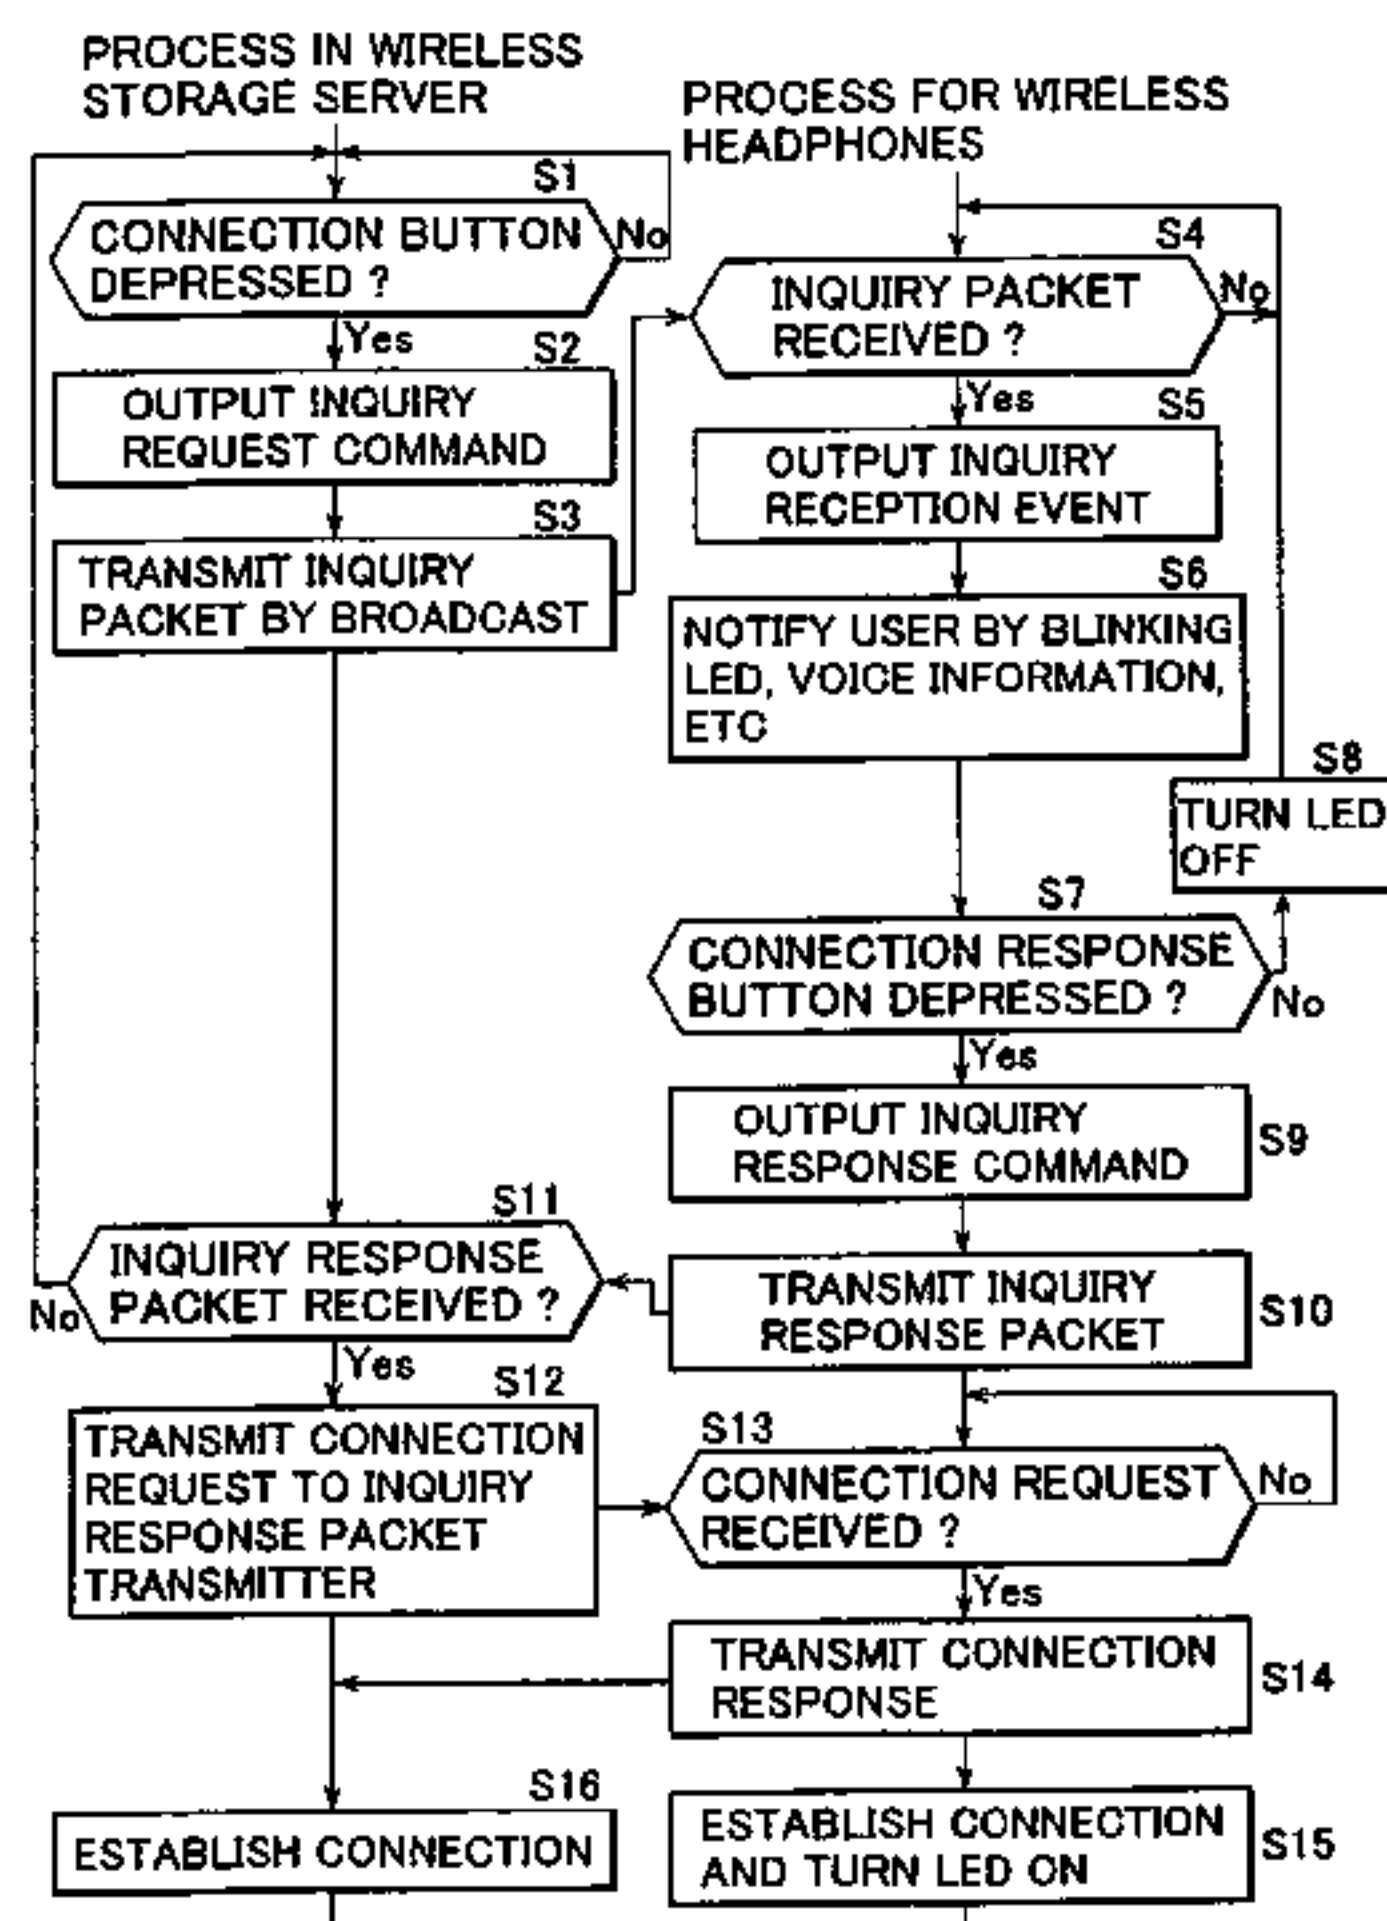 PROCESS IN WIRELESS
STORAGE SERVER
S1
CONNECTION BUTTON
DEPRESSED ?
No
Yes
S2
OUTPUT INQUIRY
REQUEST COMMAND
S3
TRANSMIT INQUIRY
PACKET BY BROADCAST
PROCESS FOR WIRELESS
HEADPHONES
S4
INQUIRY PACKET
RECEIVED ?
No
Yes
S5
OUTPUT INQUIRY
RECEPTION EVENT
S6
NOTIFY USER BY BLINKING
LED, VOICE INFORMATION,
ETC
S8
TURN LED
OFF
S7
CONNECTION RESPONSE
BUTTON DEPRESSED ?
No
Yes
OUTPUT INQUIRY
RESPONSE COMMAND
S9
TRANSMIT INQUIRY
RESPONSE PACKET
S10
S11
INQUIRY RESPONSE
PACKET RECEIVED ?
No
Yes
S12
TRANSMIT CONNECTION
REQUEST TO INQUIRY
RESPONSE PACKET
TRANSMITTER
S13
CONNECTION REQUEST
RECEIVED ?
No
Yes
TRANSMIT CONNECTION
RESPONSE
S14
S16
ESTABLISH CONNECTION
ESTABLISH CONNECTION
AND TURN LED ON
S15